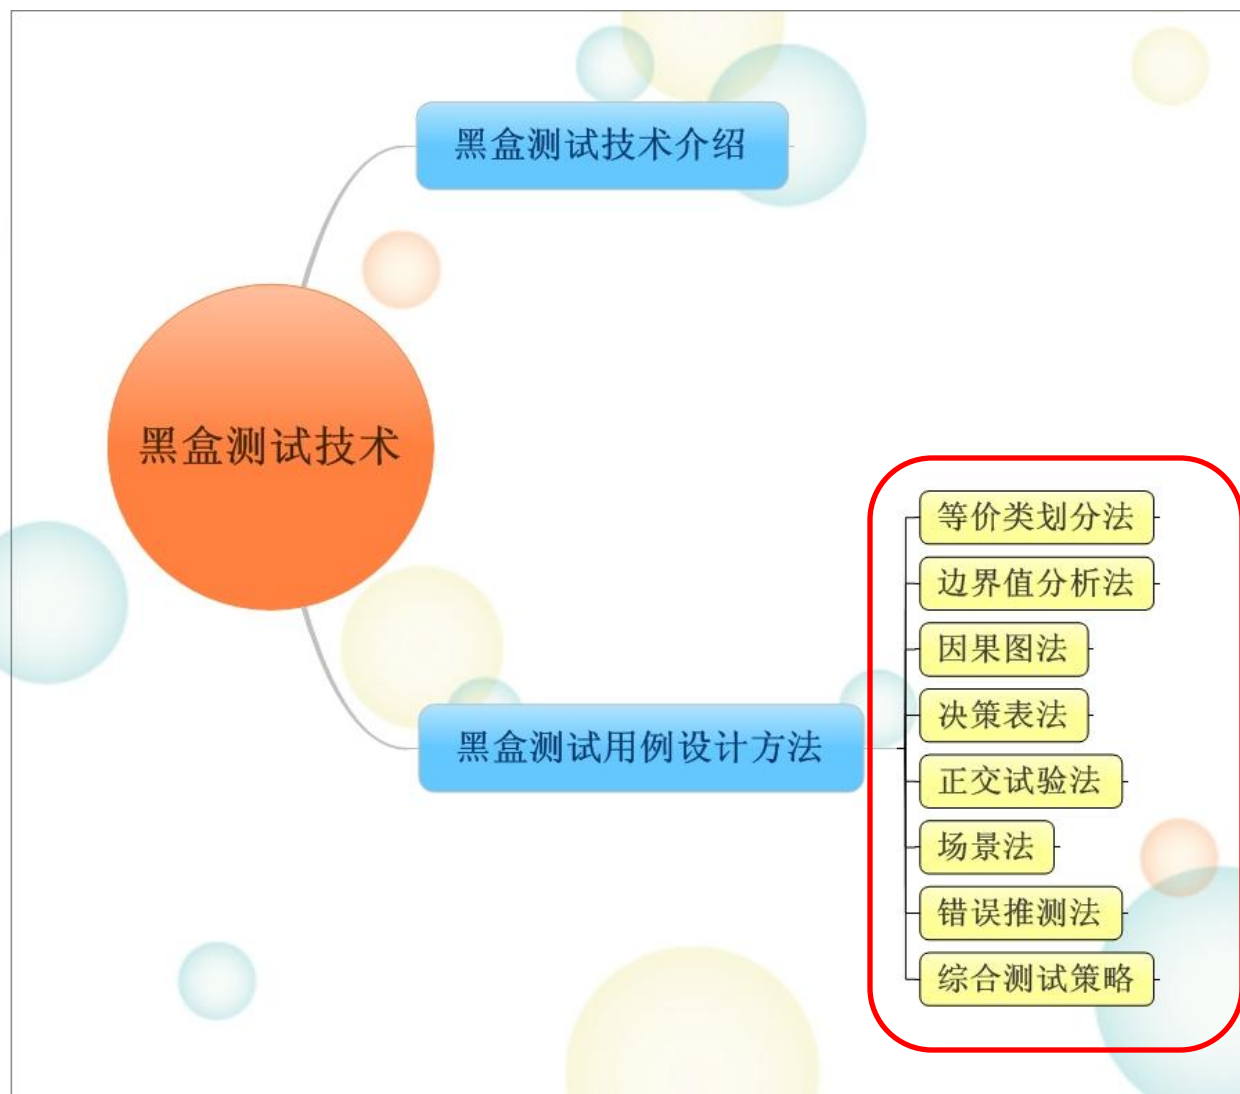 黑盒测试技术介绍
黑盒测试技术
黑盒测试用例设计方法
等价类划分法
边界值分析法
因果图法
决策表法
正交试验法
场景法
错误推测法
综合测试策略